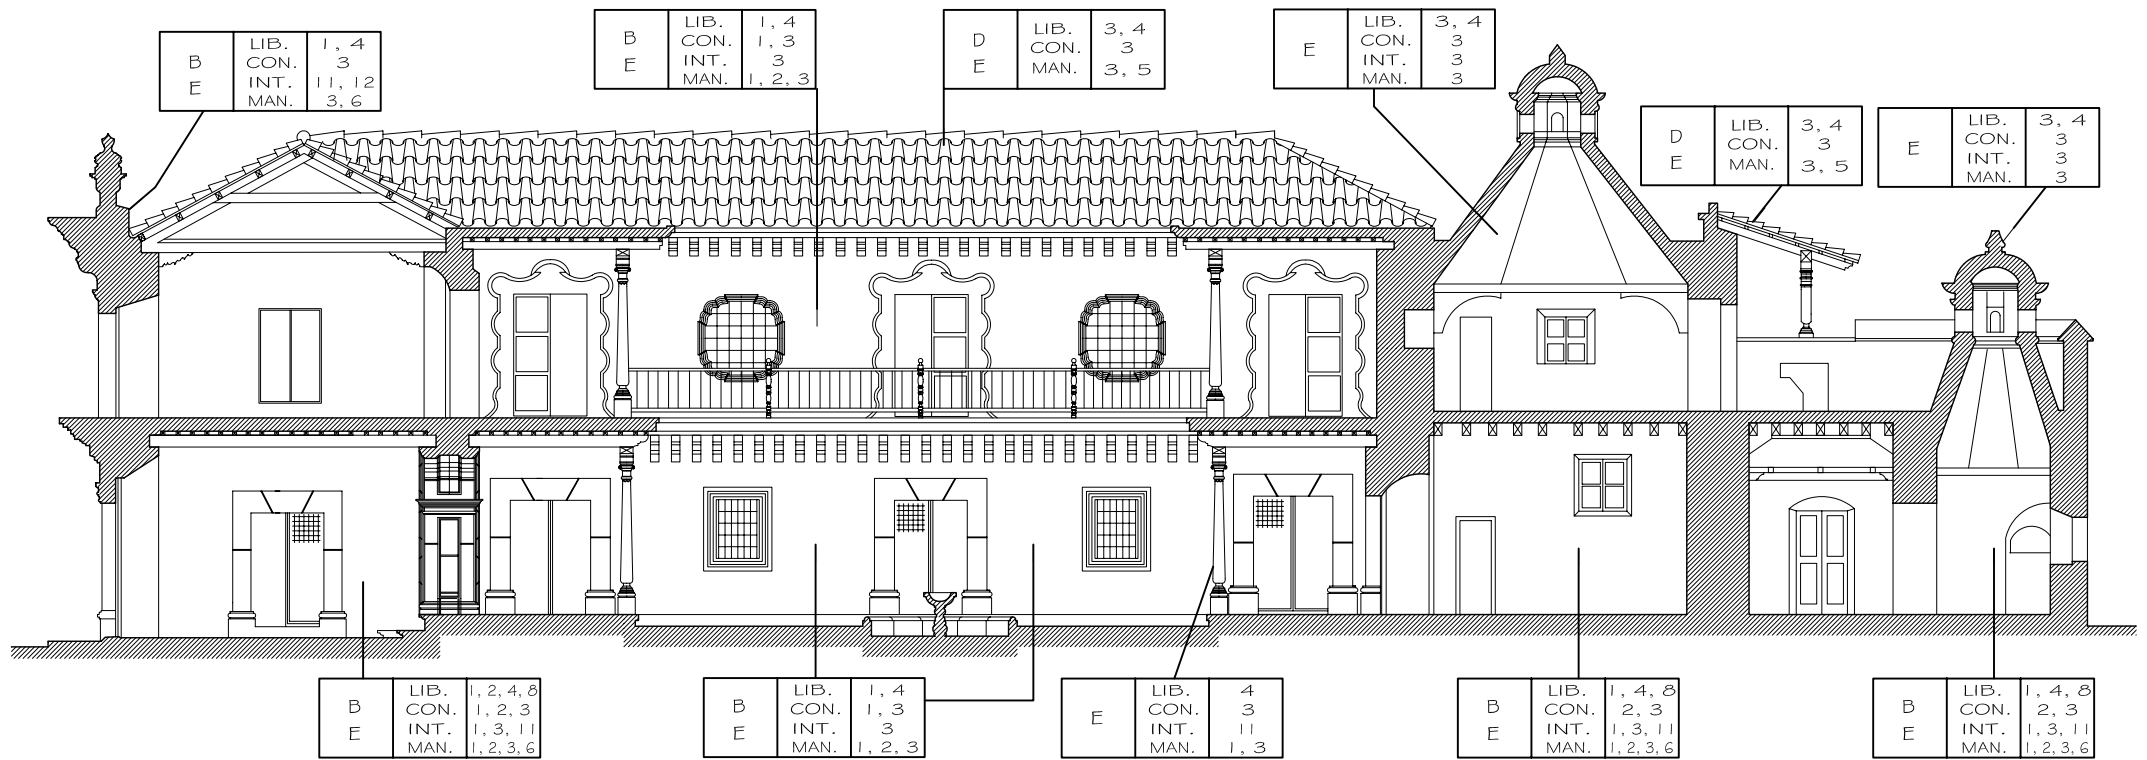 B
E
LIB. 1, 4
CON. 3
INT. 11, 12
MAN. 3, 6
B
E
LIB. 1, 4
CON. 1, 3
INT. 3
MAN. 1, 2, 3
D
E
LIB. 3, 4
CON. 3
MAN. 3, 5
E
LIB. 3, 4
CON. 3
INT. 3
MAN. 3
D
E
LIB. 3, 4
CON. 3
MAN. 3, 5
E
LIB. 3, 4
CON. 3
INT. 3
MAN. 3
B
E
LIB. 1, 2, 4, 8
CON. 1, 2, 3
INT. 1, 3, 11
MAN. 1, 2, 3, 6
B
E
LIB. 1, 4
CON. 1, 3
INT. 3
MAN. 1, 2, 3
E
LIB. 4
CON. 3
INT. 11
MAN. 1, 3
B
E
LIB. 1, 4, 8
CON. 2, 3
INT. 1, 3, 11
MAN. 1, 2, 3, 6
B
E
LIB. 1, 4, 8
CON. 2, 3
INT. 1, 3, 11
MAN. 1, 2, 3, 6